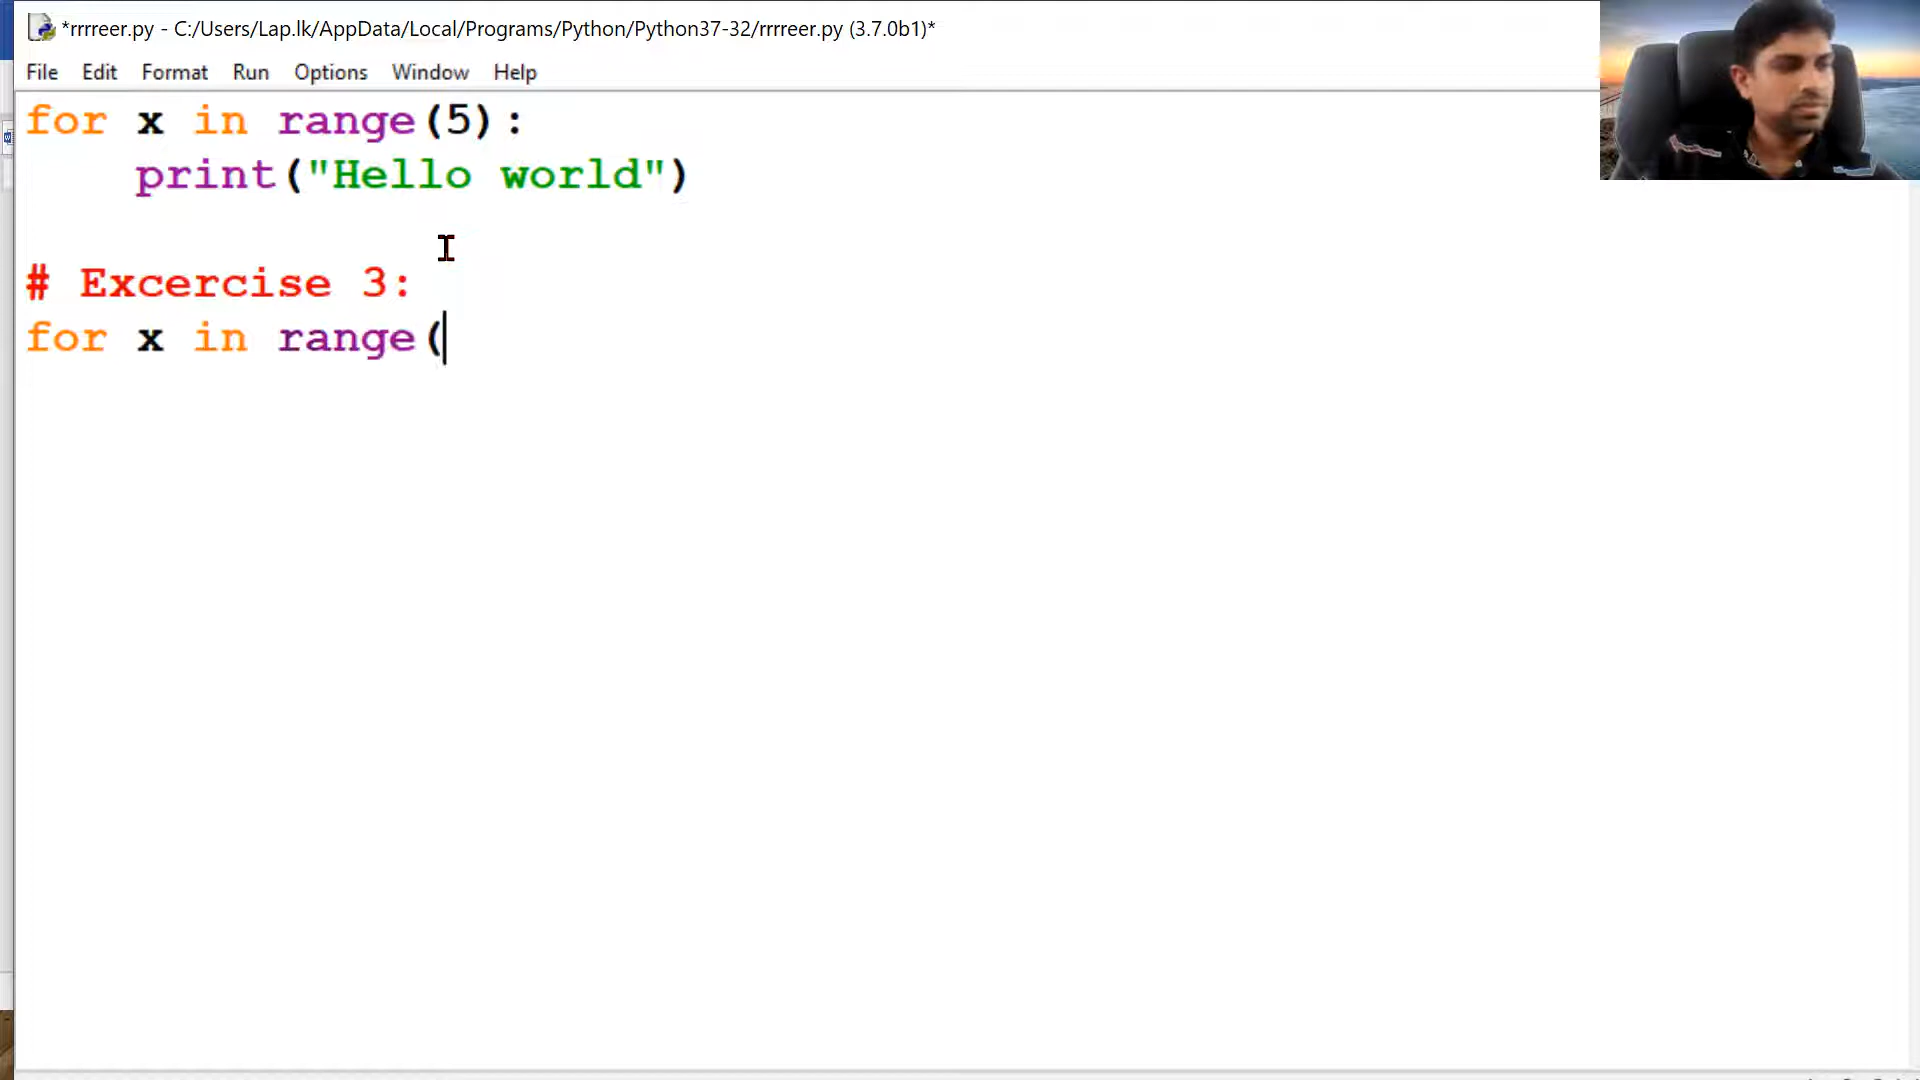 *rrrreer.py - C:/Users/Lap.lk/AppData/Local/Programs/Python/Python37-32/rrrreer.py (3.7.0b1)*
File Edit Format Run Options Window Help
for x in range(5):
    print("Hello world")
# Excercise 3:
for x in range(